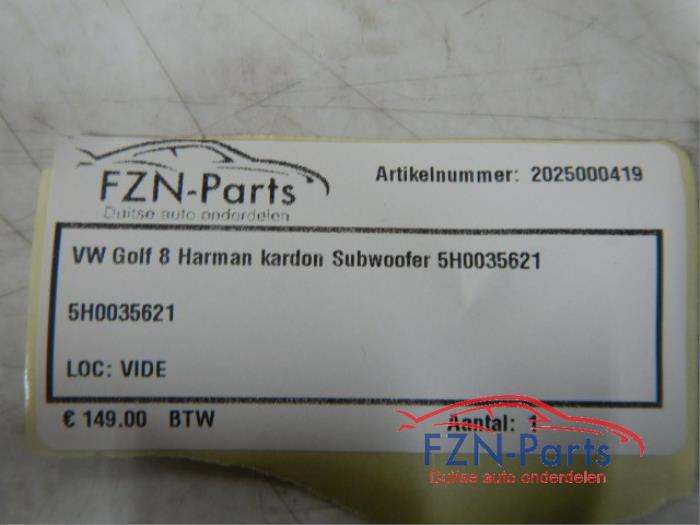 FZN-Parts
Duitse auto onderdelen
Artikelnummer: 2025000419
VW Golf 8 Harman kardon Subwoofer 5H0035621
5H0035621
LOC: VIDE
€ 149.00 BTW
Aantal: 1
FZN-Parts
Duitse auto onderdelen